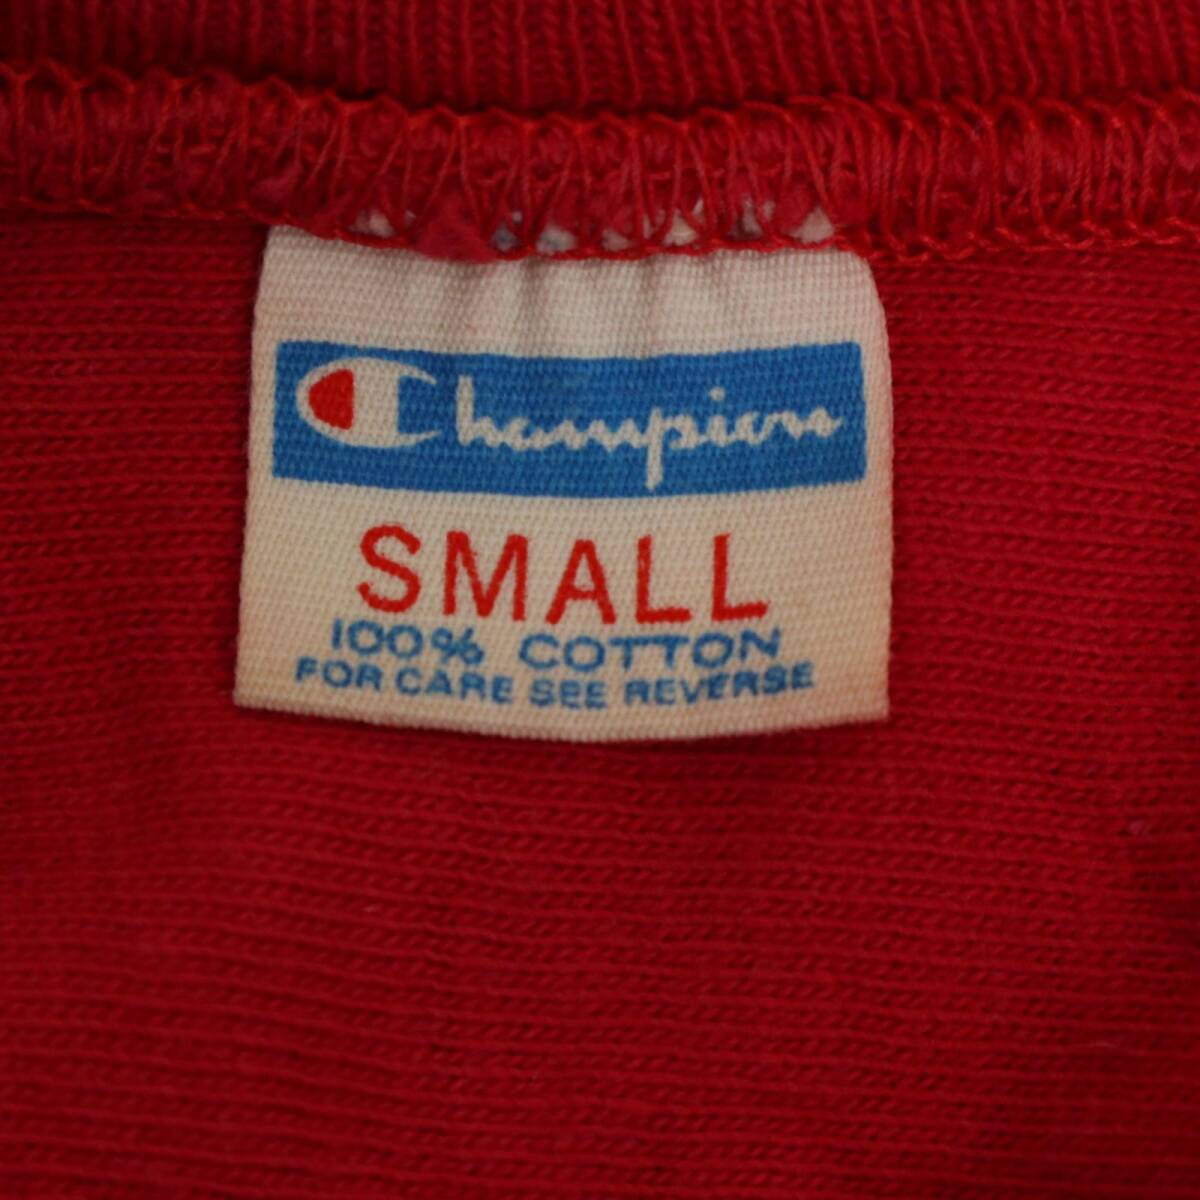 Champion
SMALL
100% COTTON
FOR CARE SEE REVERSE